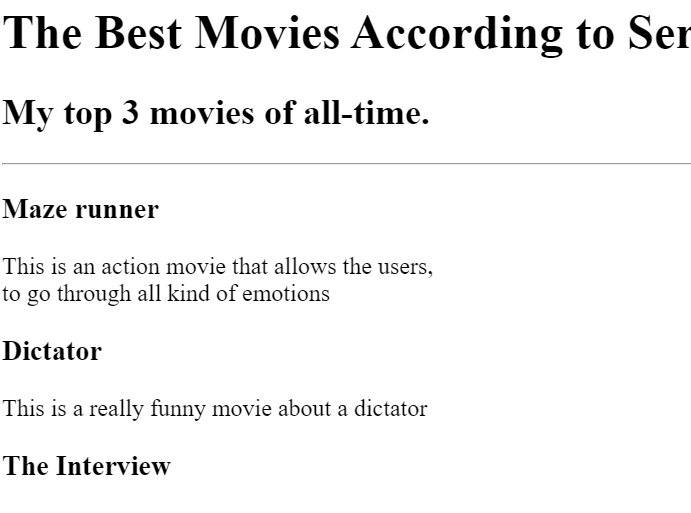 The Best Movies According to
My top 3 movies of all-time.
Maze runner
This is an action movie that allows the users,
to go through all kind of emotions
Dictator
This is a really funny movie about a dictator
The Interview